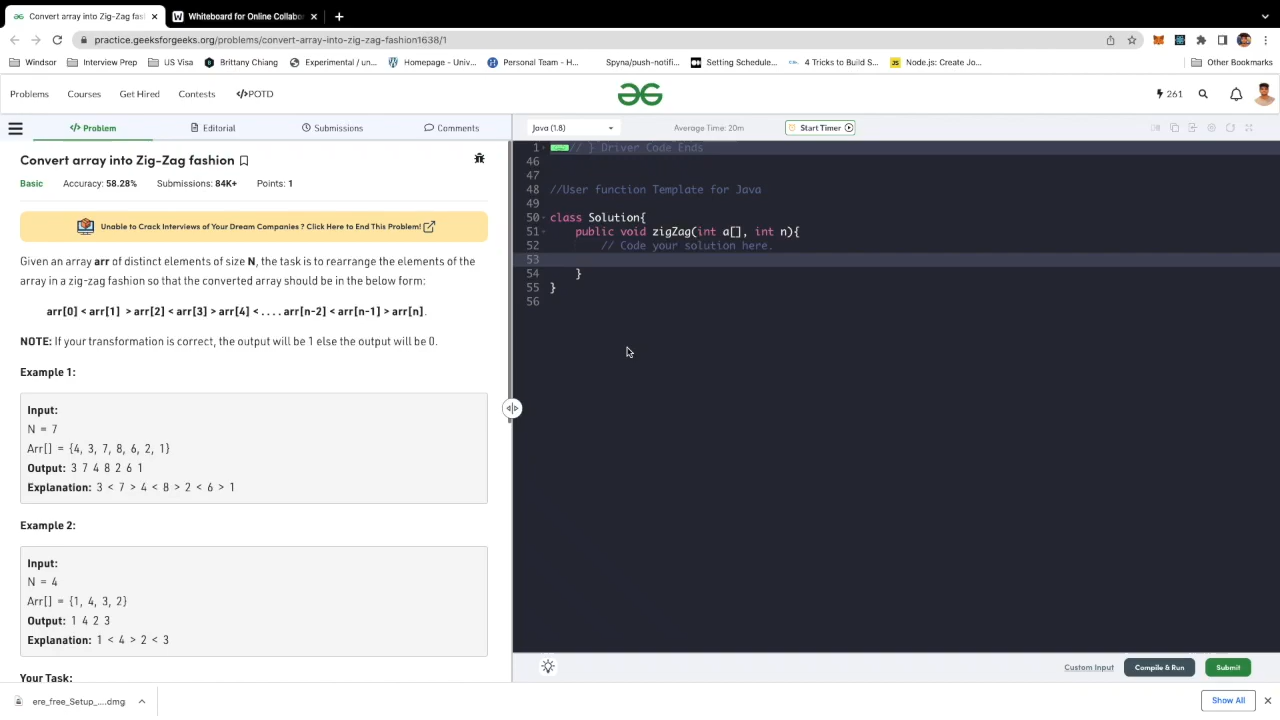 Convert array into Zig-Zag fas
Whiteboard for Online Collabo
practice.geeksforgeeks.org/problems/convert-array-into-zig-zag-fashion1638/1
Windsor Interview Prep US Visa Brittany Chiang Experimental / un... Homepage - Univ... Personal Team - H... Spyna/push-notifi... Setting Schedule... 4 Tricks to Build S... Node.js: Create Jo... Other Bookmarks
Problems Courses Get Hired Contests </>POTD 261
</> Problem Editorial Submissions Comments
Java (1.8) Average Time: 20m Start Timer
Convert array into Zig-Zag fashion
Basic Accuracy: 58.28% Submissions: 84K+ Points: 1
Unable to Crack Interviews of Your Dream Companies ? Click Here to End This Problem!
Given an array arr of distinct elements of size N, the task is to rearrange the elements of the
array in a zig-zag fashion so that the converted array should be in the below form:
arr[0] < arr[1] > arr[2] < arr[3] > arr[4] < . . . . arr[n-2] < arr[n-1] > arr[n].
NOTE: If your transformation is correct, the output will be 1 else the output will be 0.
Example 1:
Input:
N = 7
Arr[] = {4, 3, 7, 8, 6, 2, 1}
Output: 3 7 4 8 2 6 1
Explanation: 3 < 7 > 4 < 8 > 2 < 6 > 1
Example 2:
Input:
N = 4
Arr[] = {1, 4, 3, 2}
Output: 1 4 2 3
Explanation: 1 < 4 > 2 < 3
Your Task:
1 // } Driver Code Ends
46
47
48 //User function Template for Java
49
50 class Solution{
51 public void zigZag(int a[], int n){
52 // Code your solution here.
53
54 }
55 }
56
Custom Input Compile & Run Submit
ere_free_Setup_....dmg
Show All